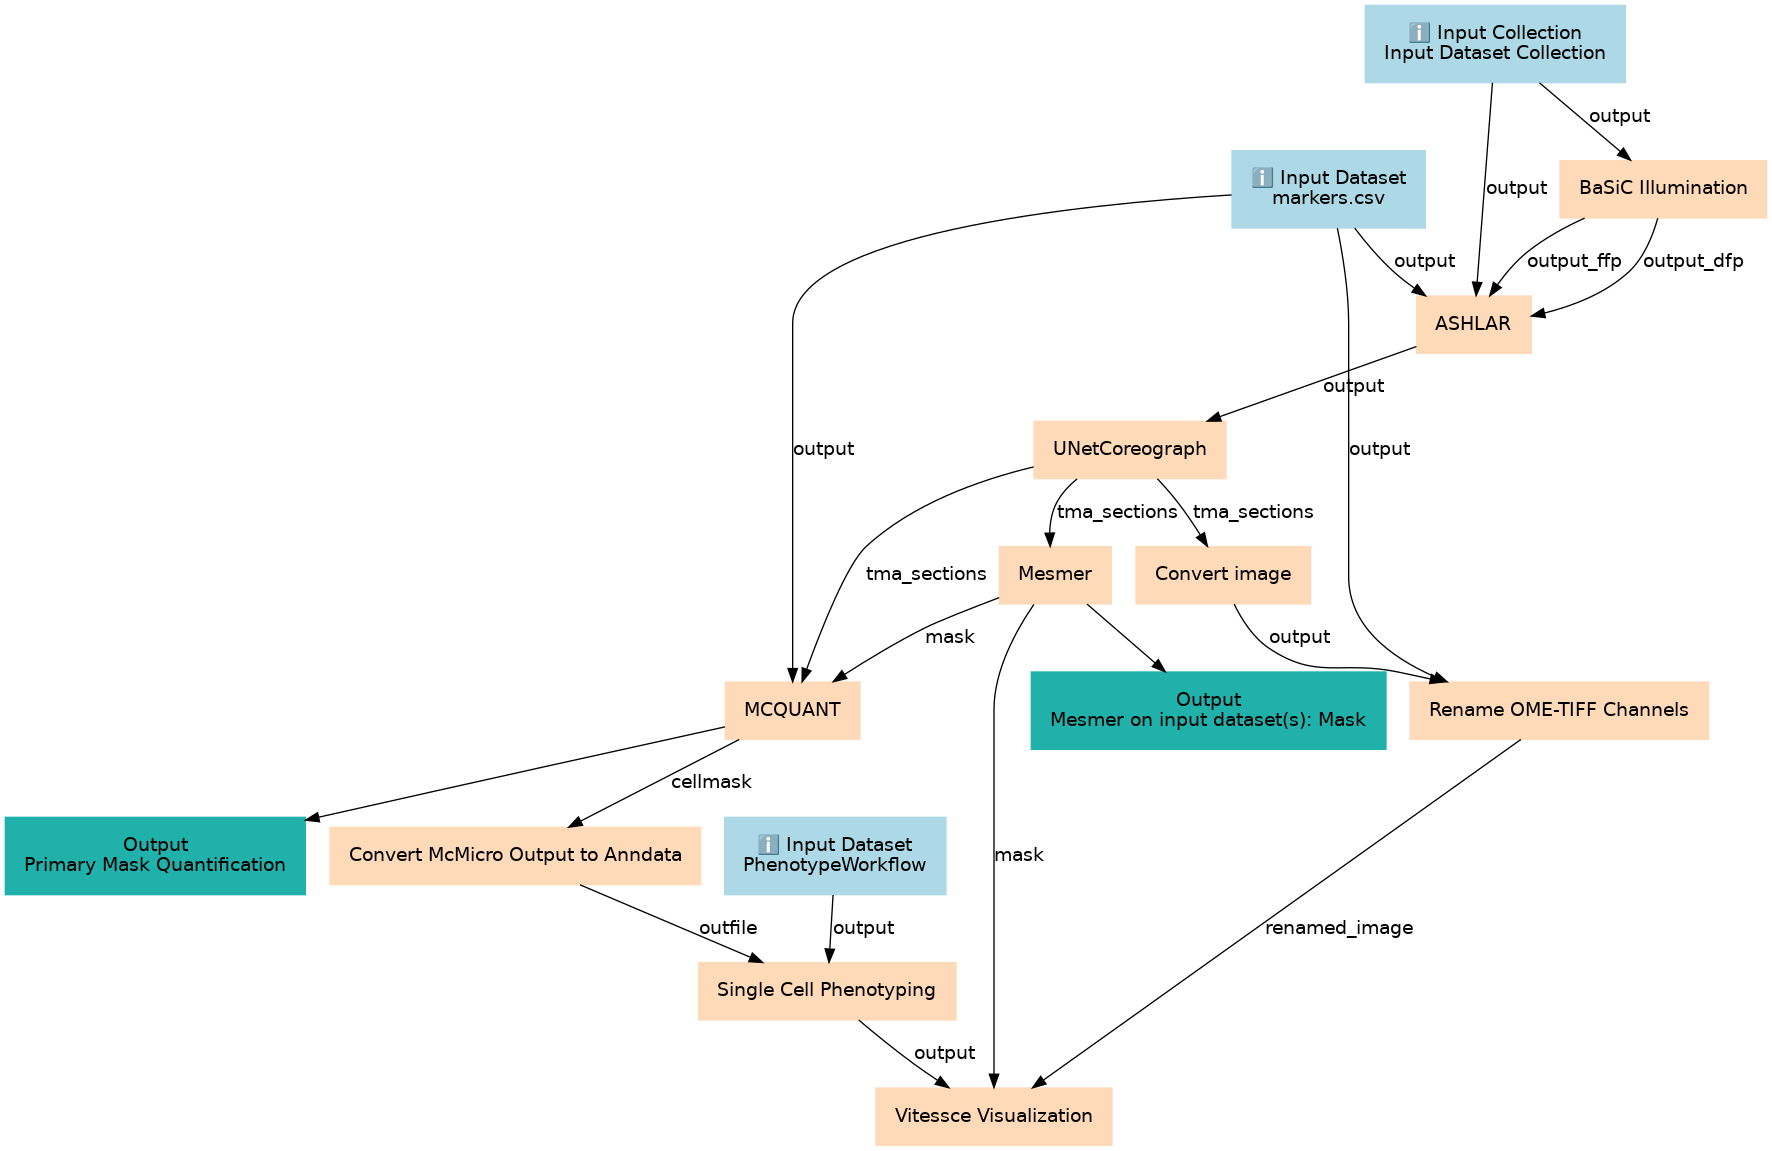 ℹ️ Input Collection
Input Dataset Collection
output
ℹ️ Input Dataset
markers.csv
output
BaSiC Illumination
output
output_ffp
output_dfp
ASHLAR
output
UNetCoreograph
output
output
tma_sections
tma_sections
tma_sections
Mesmer
Convert image
mask
output
MCQUANT
Output
Mesmer on input dataset(s): Mask
Rename OME-TIFF Channels
cellmask
Output
Primary Mask Quantification
Convert McMicro Output to Anndata
ℹ️ Input Dataset
PhenotypeWorkflow
mask
outfile
output
renamed_image
Single Cell Phenotyping
output
Vitessce Visualization